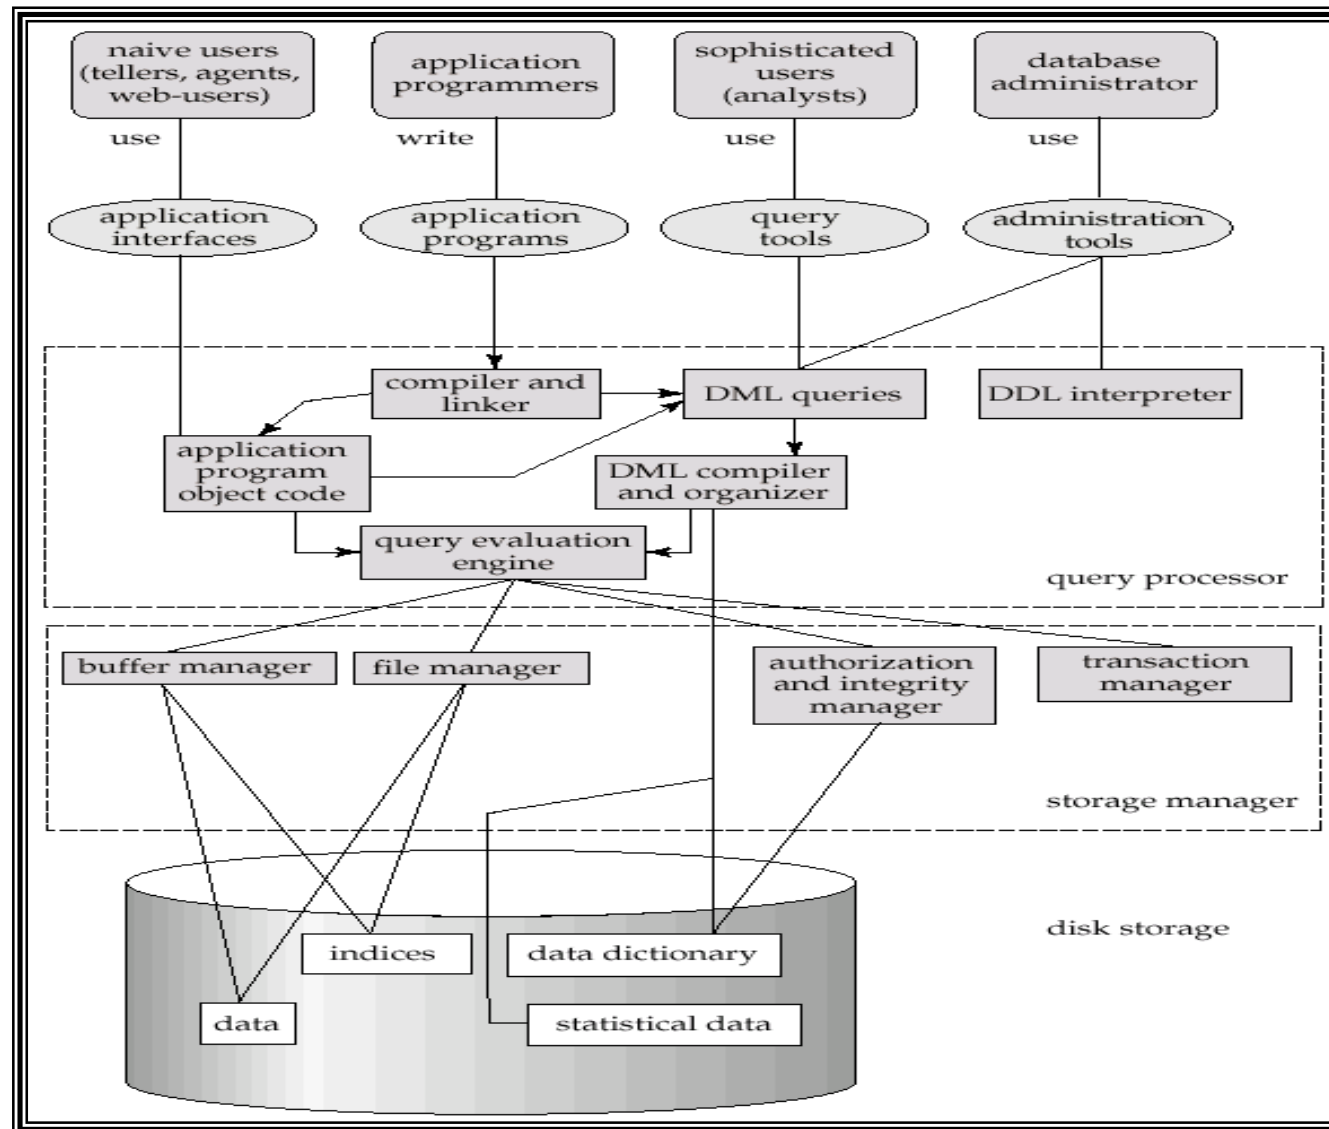 naive users
(tellers, agents,
web-users)
application
programmers
sophisticated
users
(analysts)
database
administrator
use
write
use
use
application
interfaces
application
programs
query
tools
administration
tools
compiler and
linker
DML queries
DDL interpreter
application
program
object code
DML compiler
and organizer
query evaluation
engine
query processor
buffer manager
file manager
authorization
and integrity
manager
transaction
manager
storage manager
indices
data dictionary
disk storage
data
statistical data